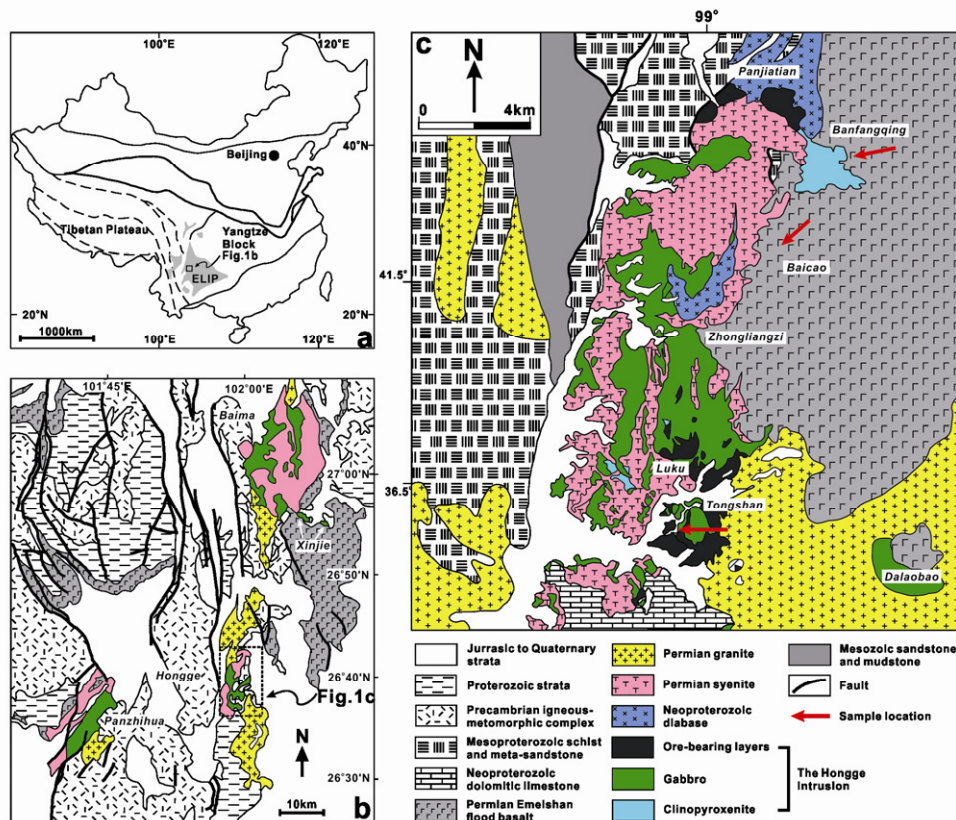 100°E
120°E
Beijing
40°N
Tibetan Plateau
Yangtze
Block
Fig.1b
ELIP
20°N
20°N
1000km
100°E
120°E
a
101°45'
102°00'E
Baima
27°00'N
Xinjie
26°50'N
Hongge
26°40'N
Fig.1c
Panzhihua
N
26°30'N
10km
b
99°
c
N
Panjiatian
0
4km
Banfangqing
Baicao
41.5°
Zhongliangzi
36.5°
Luku
Tongshan
Dalaobao
Jurrasic to Quaternary
strata
Proterozoic strata
Precambrian igneous-
metomorphic complex
Mesoproterozoic schist
and meta-sandstone
Neoproterozoic
dolomitic limestone
Permian Emeishan
flood basalt
Permian granite
Permian syenite
Neoproterozoic
diabase
Ore-bearing layers
Gabbro
Clinopyroxenite
The Hongge
Intrusion
Mesozoic sandstone
and mudstone
Fault
Sample location